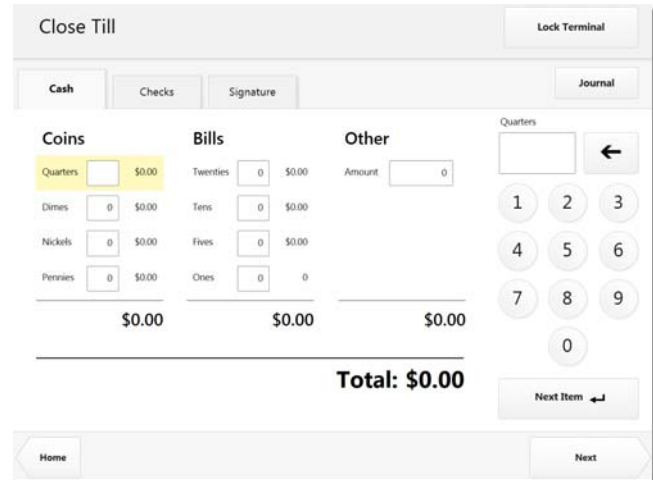 Close Till
Lock Terminal
Cash
Checks
Signature
Journal
Coins
Bills
Other
Quarters
Quarters $0.00
Twenties 0 $0.00
Amount 0
Dimes 0 $0.00
Tens 0 $0.00
Nickels 0 $0.00
Fives 0 $0.00
Pennies 0 $0.00
Ones 0 0
$0.00
$0.00
$0.00
Total: $0.00
1 2 3
4 5 6
7 8 9
0
Next Item
Home
Next